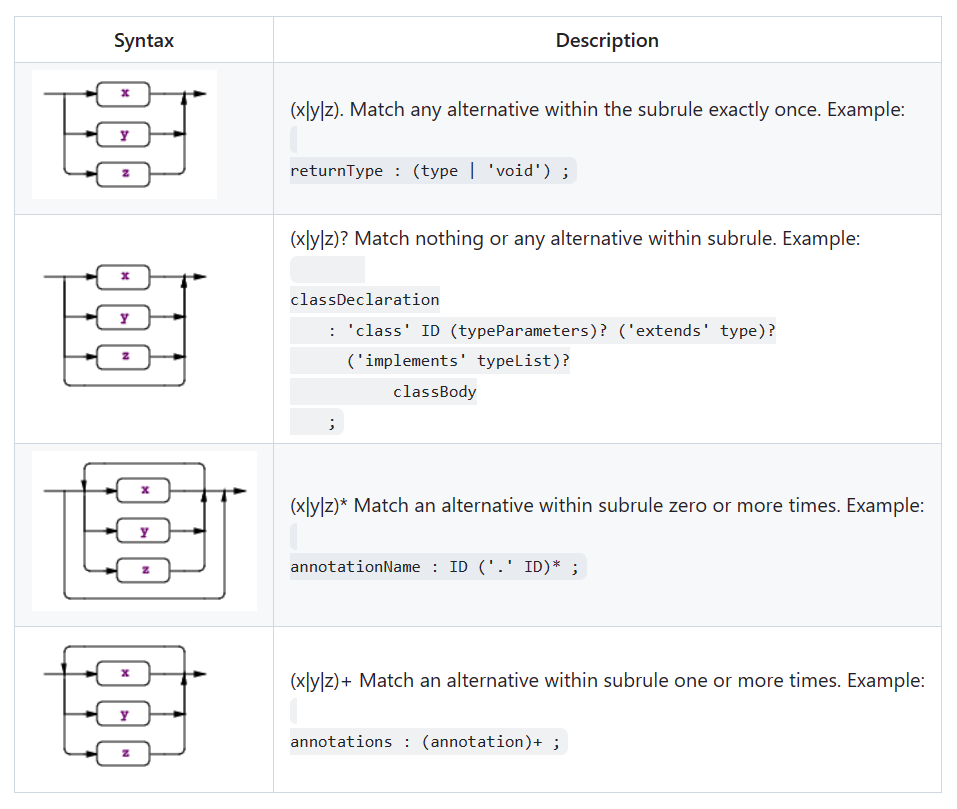 Syntax
Description
x
y
z
(x|y|z). Match any alternative within the subrule exactly once. Example:
returnType : (type | 'void') ;
x
y
z
(x|y|z)? Match nothing or any alternative within subrule. Example:
classDeclaration
    : 'class' ID (typeParameters)? ('extends' type)?
      ('implements' typeList)?
           classBody
    ;
x
y
z
(x|y|z)* Match an alternative within subrule zero or more times. Example:
annotationName : ID ('.' ID)* ;
x
y
z
(x|y|z)+ Match an alternative within subrule one or more times. Example:
annotations : (annotation)+ ;